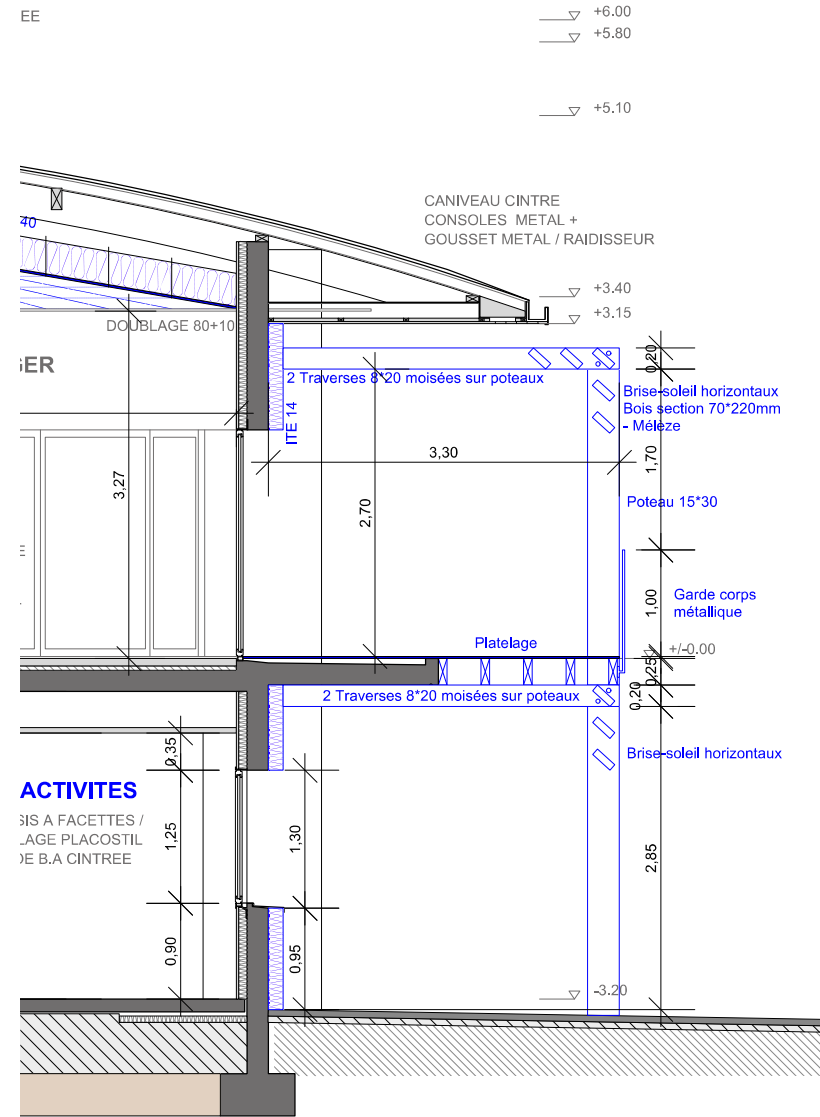 EE
+6.00
+5.80
+5.10
CANIVEAU CINTRE
CONSOLES METAL +
GOUSSET METAL / RAIDISSEUR
40
+3.40
+3.15
DOUBLAGE 80+10
GER
0,20
2 Traverses 8*20 moisées sur poteaux
Brise-soleil horizontaux
Bois section 70*220mm
- Mélèze
ITE 14
3,30
1,70
3,27
2,70
Poteau 15*30
E
1,00
Garde corps
métallique
Platelage
+/-0.00
0,25
0,20
2 Traverses 8*20 moisées sur poteaux
0,35
Brise-soleil horizontaux
ACTIVITES
SIS A FACETTES /
LAGE PLACOSTIL
DE B.A CINTREE
1,25
1,30
2,85
0,90
0,95
-3.20